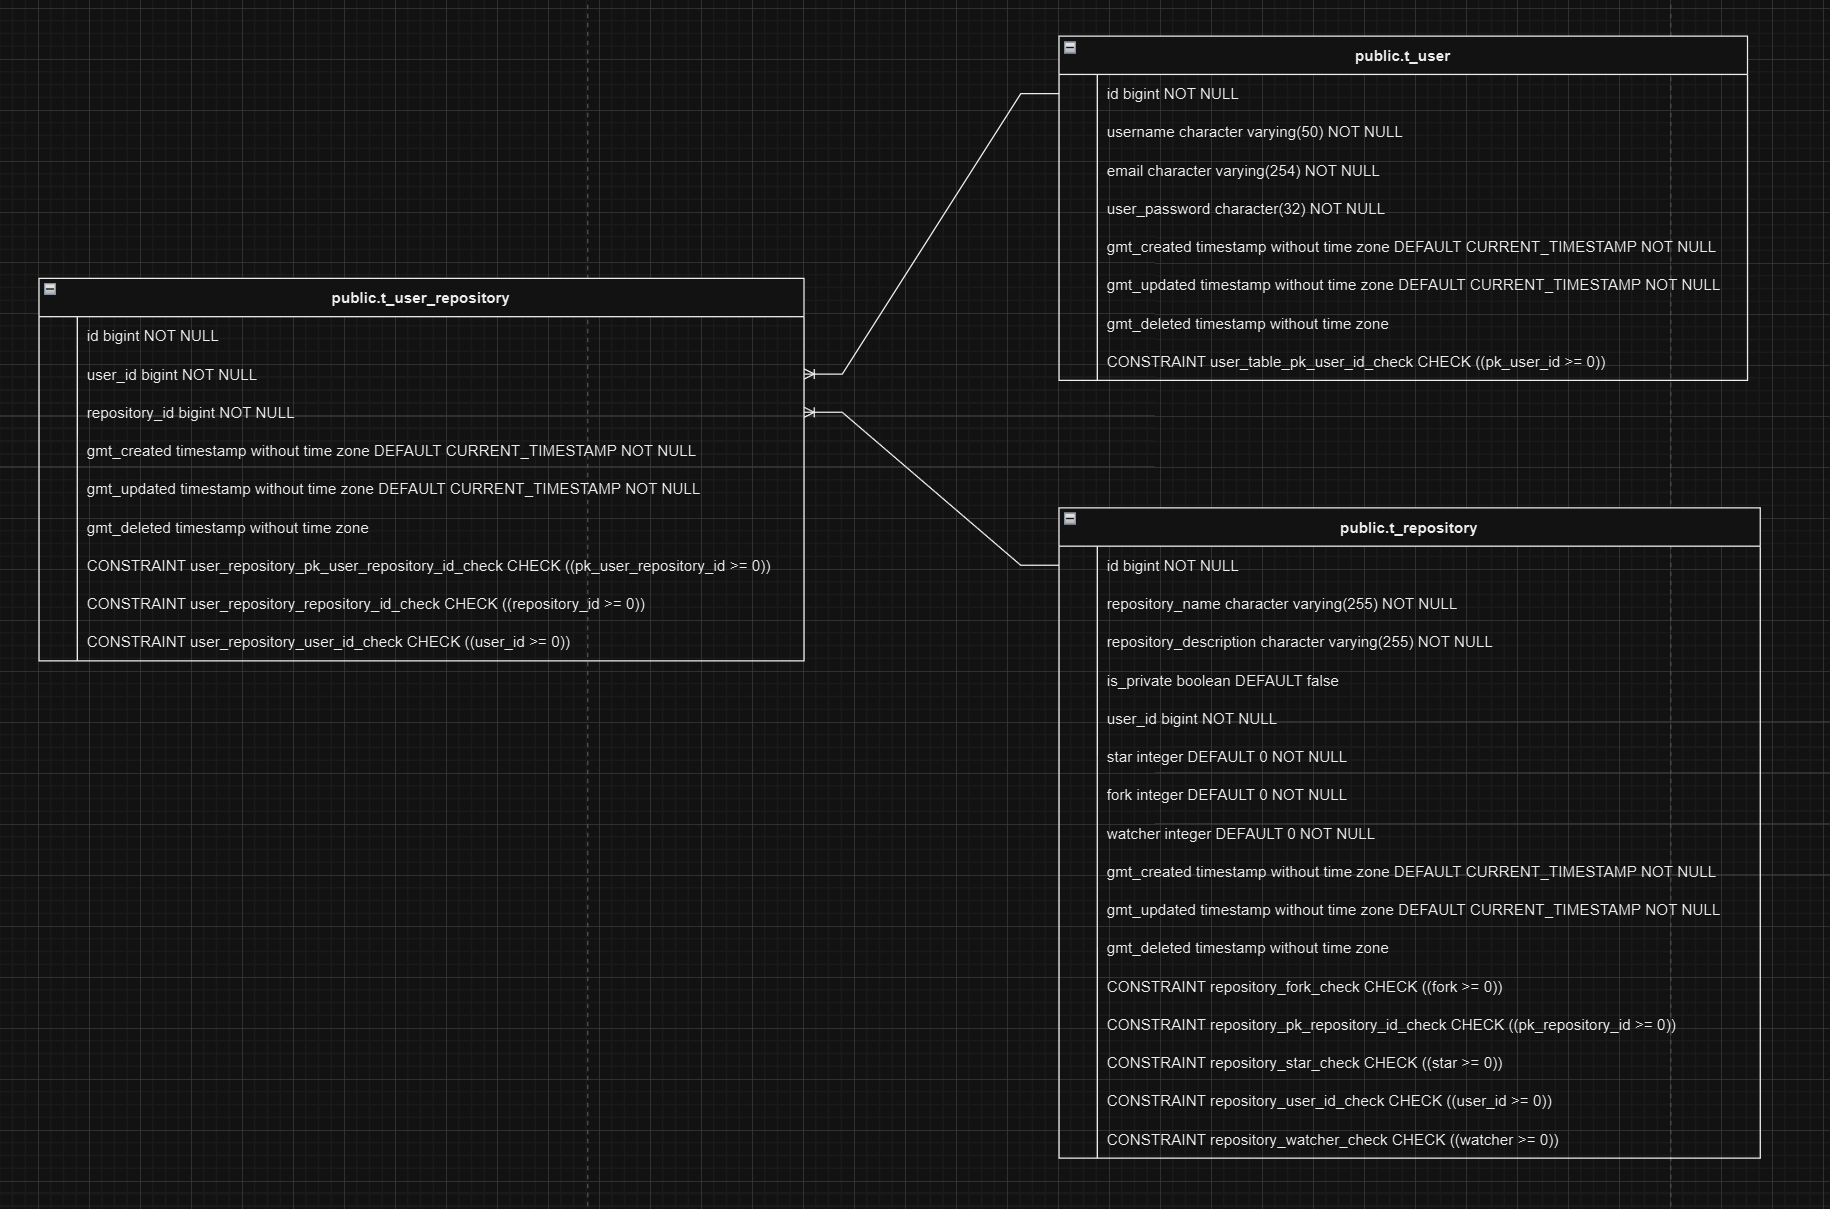 public.t_user
id bigint NOT NULL
username character varying(50) NOT NULL
email character varying(254) NOT NULL
user_password character(32) NOT NULL
gmt_created timestamp without time zone DEFAULT CURRENT_TIMESTAMP NOT NULL
gmt_updated timestamp without time zone DEFAULT CURRENT_TIMESTAMP NOT NULL
gmt_deleted timestamp without time zone
CONSTRAINT user_table_pk_user_id_check CHECK ((pk_user_id >= 0))
public.t_user_repository
id bigint NOT NULL
user_id bigint NOT NULL
repository_id bigint NOT NULL
gmt_created timestamp without time zone DEFAULT CURRENT_TIMESTAMP NOT NULL
gmt_updated timestamp without time zone DEFAULT CURRENT_TIMESTAMP NOT NULL
gmt_deleted timestamp without time zone
CONSTRAINT user_repository_pk_user_repository_id_check CHECK ((pk_user_repository_id >= 0))
CONSTRAINT user_repository_repository_id_check CHECK ((repository_id >= 0))
CONSTRAINT user_repository_user_id_check CHECK ((user_id >= 0))
public.t_repository
id bigint NOT NULL
repository_name character varying(255) NOT NULL
repository_description character varying(255) NOT NULL
is_private boolean DEFAULT false
user_id bigint NOT NULL
star integer DEFAULT 0 NOT NULL
fork integer DEFAULT 0 NOT NULL
watcher integer DEFAULT 0 NOT NULL
gmt_created timestamp without time zone DEFAULT CURRENT_TIMESTAMP NOT NULL
gmt_updated timestamp without time zone DEFAULT CURRENT_TIMESTAMP NOT NULL
gmt_deleted timestamp without time zone
CONSTRAINT repository_fork_check CHECK ((fork >= 0))
CONSTRAINT repository_pk_repository_id_check CHECK ((pk_repository_id >= 0))
CONSTRAINT repository_star_check CHECK ((star >= 0))
CONSTRAINT repository_user_id_check CHECK ((user_id >= 0))
CONSTRAINT repository_watcher_check CHECK ((watcher >= 0))